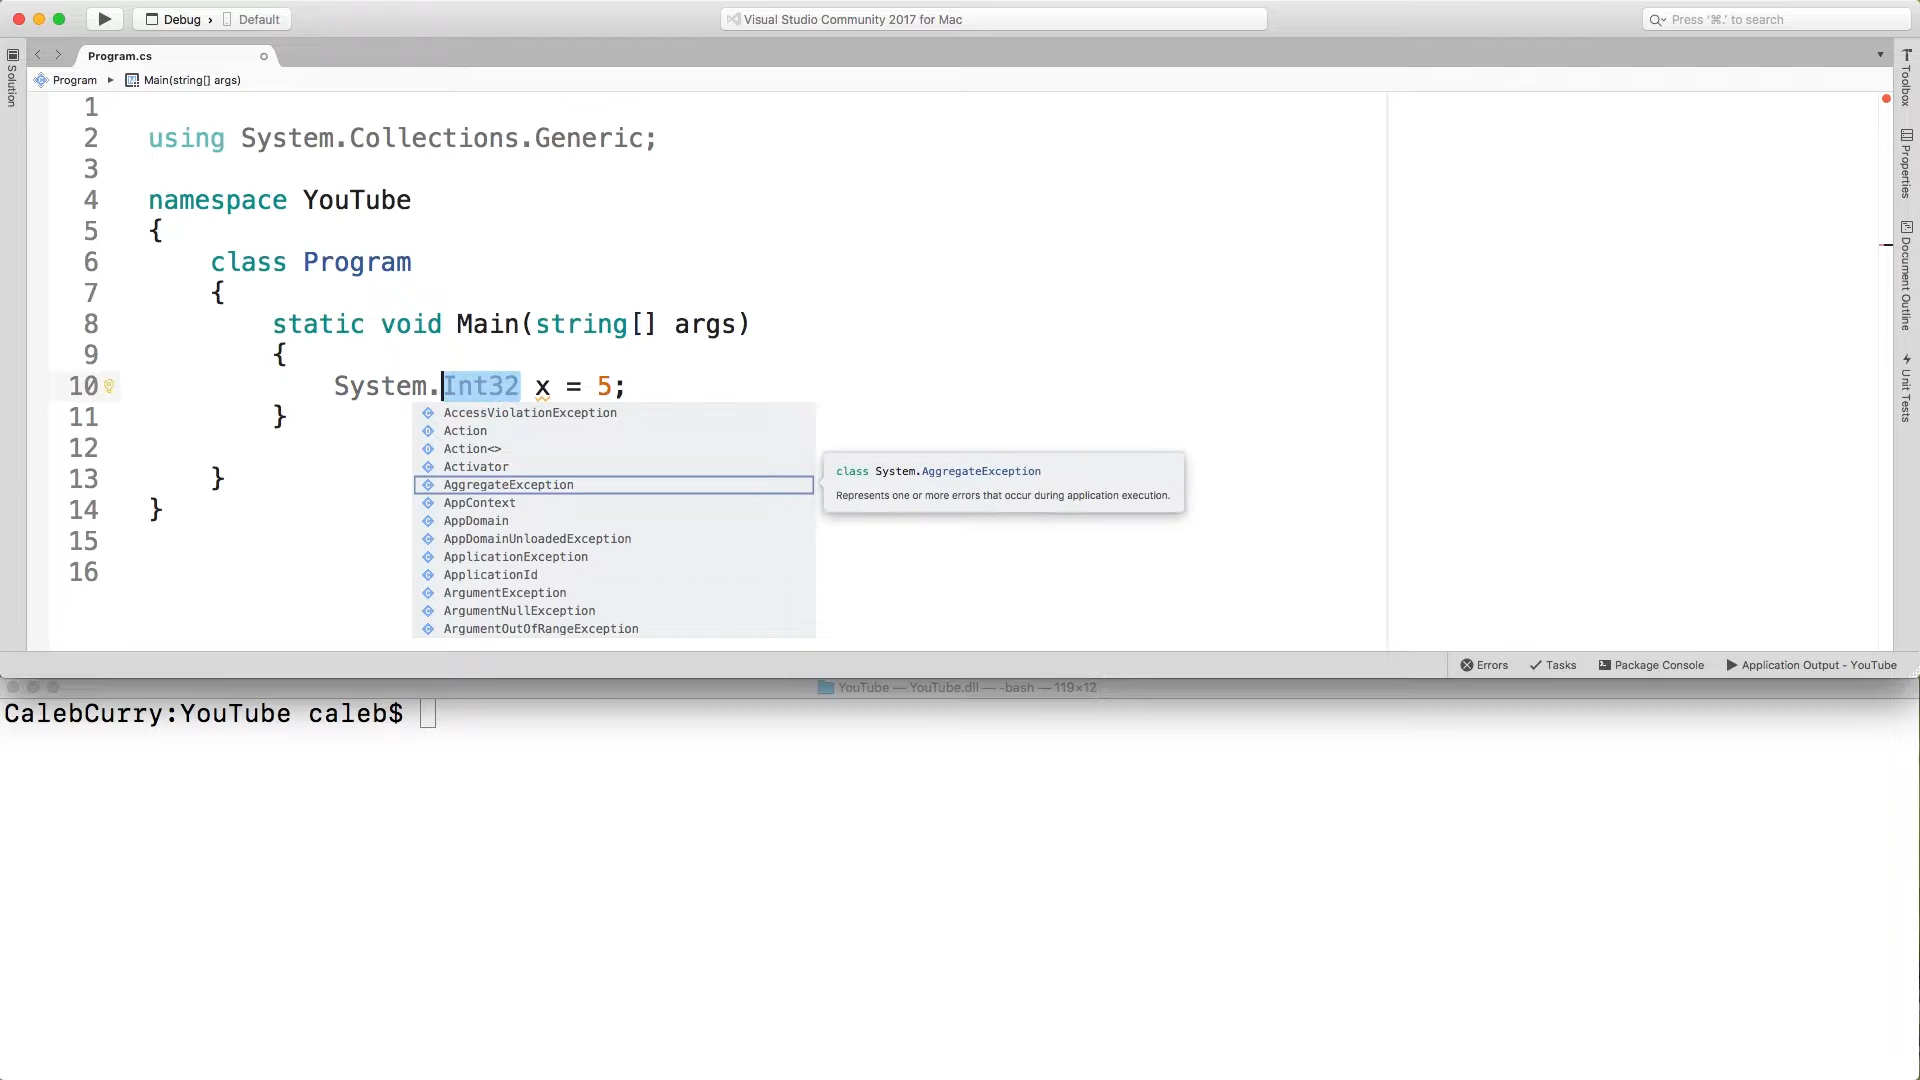 Debug › Default
Visual Studio Community 2017 for Mac
Press '⌘.' to search
Solution
Program.cs
Program ▸ Main(string[] args)
1
2 using System.Collections.Generic;
3
4 namespace YouTube
5 {
6 class Program
7 {
8 static void Main(string[] args)
9 {
10 System.Int32 x = 5;
11 }
12
13 }
14 }
15
16
AccessViolationException
Action
Action<>
Activator
AggregateException
AppContext
AppDomain
AppDomainUnloadedException
ApplicationException
ApplicationId
ArgumentException
ArgumentNullException
ArgumentOutOfRangeException
class System.AggregateException
Represents one or more errors that occur during application execution.
Toolbox
Properties
Document Outline
Unit Tests
Errors Tasks Package Console Application Output - YouTube
YouTube — YouTube.dll — -bash — 119×12
CalebCurry:YouTube caleb$